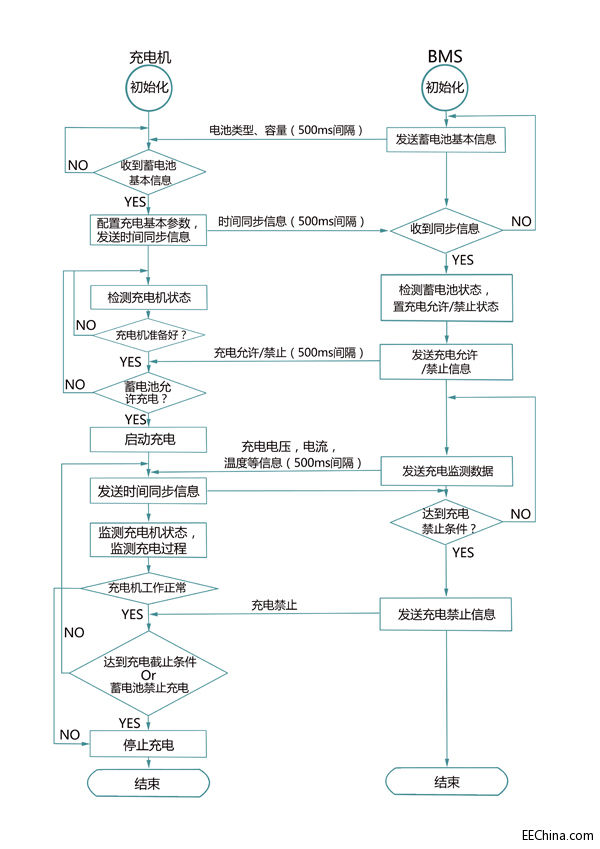 充电机
BMS
初始化
初始化
电池类型、容量（500ms间隔）
发送蓄电池基本信息
NO
收到蓄电池
基本信息
YES
配置充电基本参数，
发送时间同步信息
时间同步信息（500ms间隔）
收到同步信息
NO
YES
检测充电机状态
检测蓄电池状态，
置充电允许/禁止状态
NO
充电机准备好？
YES
充电允许/禁止（500ms间隔）
发送充电允许
/禁止信息
NO
蓄电池允
许充电？
YES
启动充电
充电电压，电流，
温度等信息（500ms间隔）
发送充电监测数据
发送时间同步信息
达到充电
禁止条件？
NO
YES
监测充电机状态，
监测充电过程
充电机工作正常
YES
充电禁止
发送充电禁止信息
NO
达到充电截止条件
Or
蓄电池禁止充电
YES
NO
停止充电
结束
结束
EEChina.com